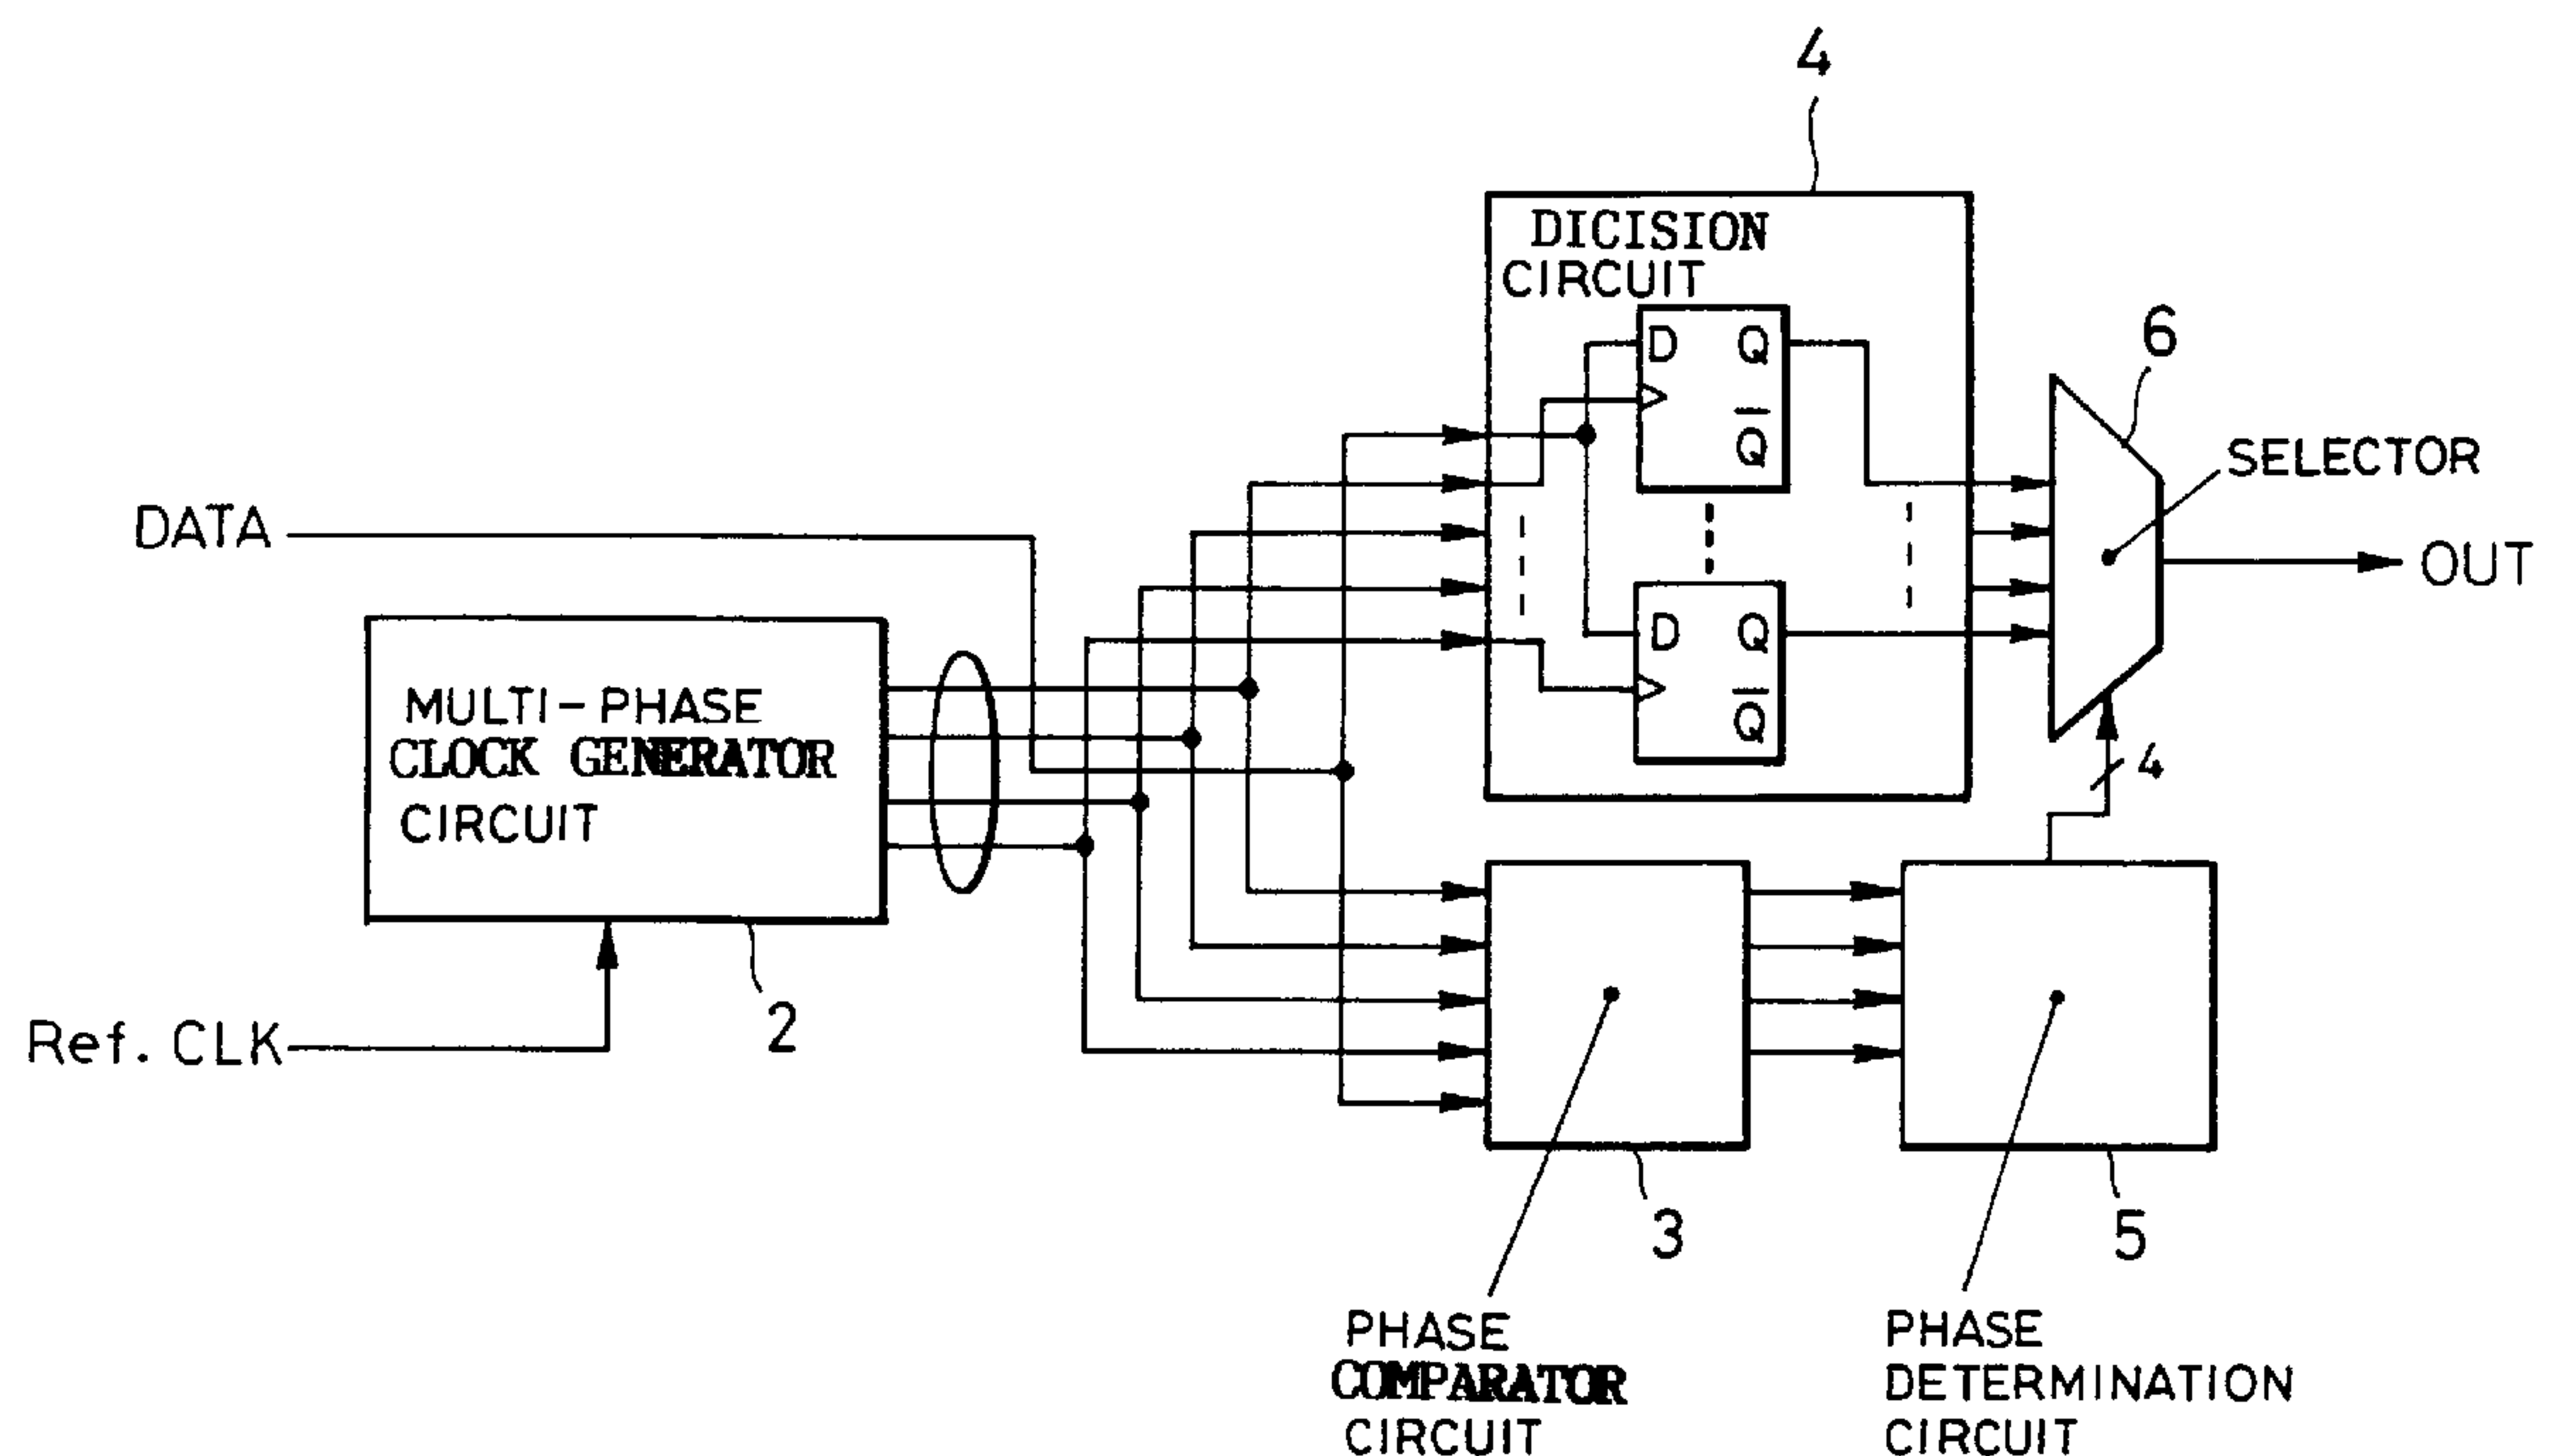 4
DICISION
CIRCUIT
D Q
Q
6
SELECTOR
DATA
OUT
D Q
Q
MULTI-PHASE
CLOCK GENERATOR
CIRCUIT
4
2
Ref. CLK
3
5
PHASE
COMPARATOR
CIRCUIT
PHASE
DETERMINATION
CIRCUIT